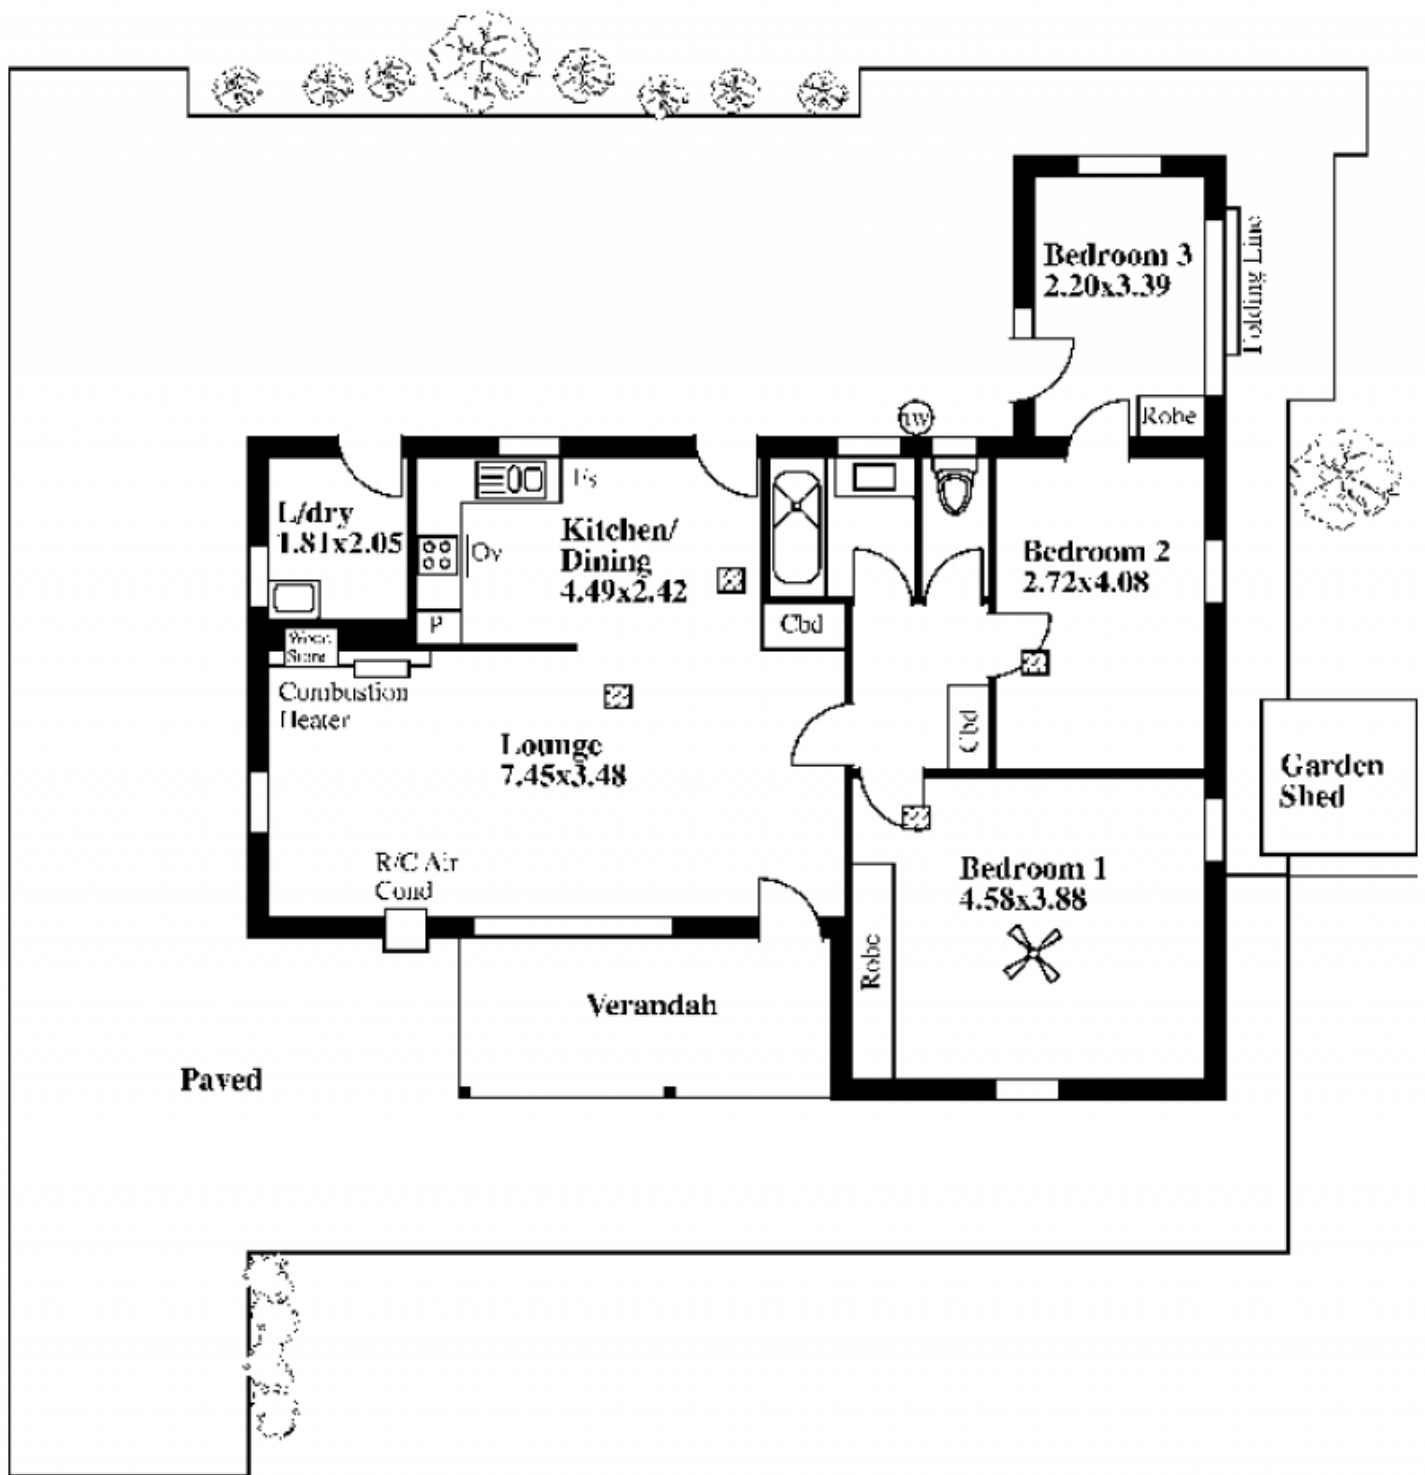 Bedroom 3
2.20x3.39
Folding Line
Robe
HW
L/dry
1.81x2.05
Kitchen/
Dining
4.49x2.42
Ov
P
Cbd
Bedroom 2
2.72x4.08
Wood
Store
Combustion
Heater
Lounge
7.45x3.48
Cbd
Garden
Shed
R/C Air
Cond
Bedroom 1
4.58x3.88
Robe
Verandah
Paved